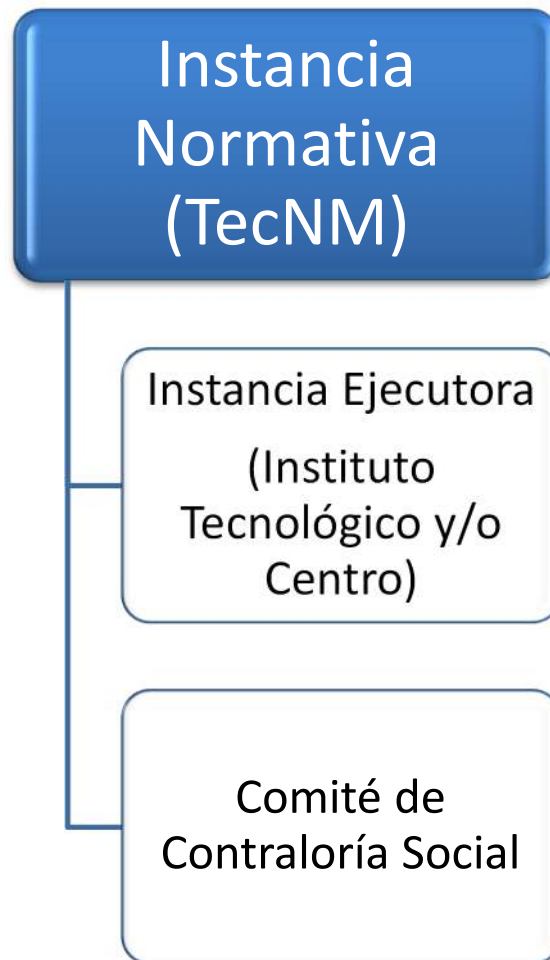 Instancia
Normativa
(TecNM)
Instancia Ejecutora
(Instituto
Tecnológico y/o
Centro)
Comité de
Contraloría Social